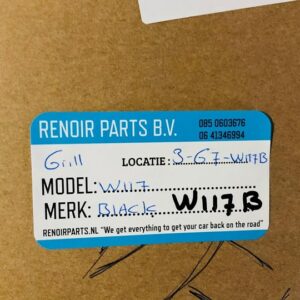 RENOIR PARTS B.V. 085 0603676
06 41346994
Grill LOCATIE: 3-G7-W117B
MODEL: W117
MERK: BLACK W117B
RENOIRPARTS.NL "We get everything to get your car back on the road"